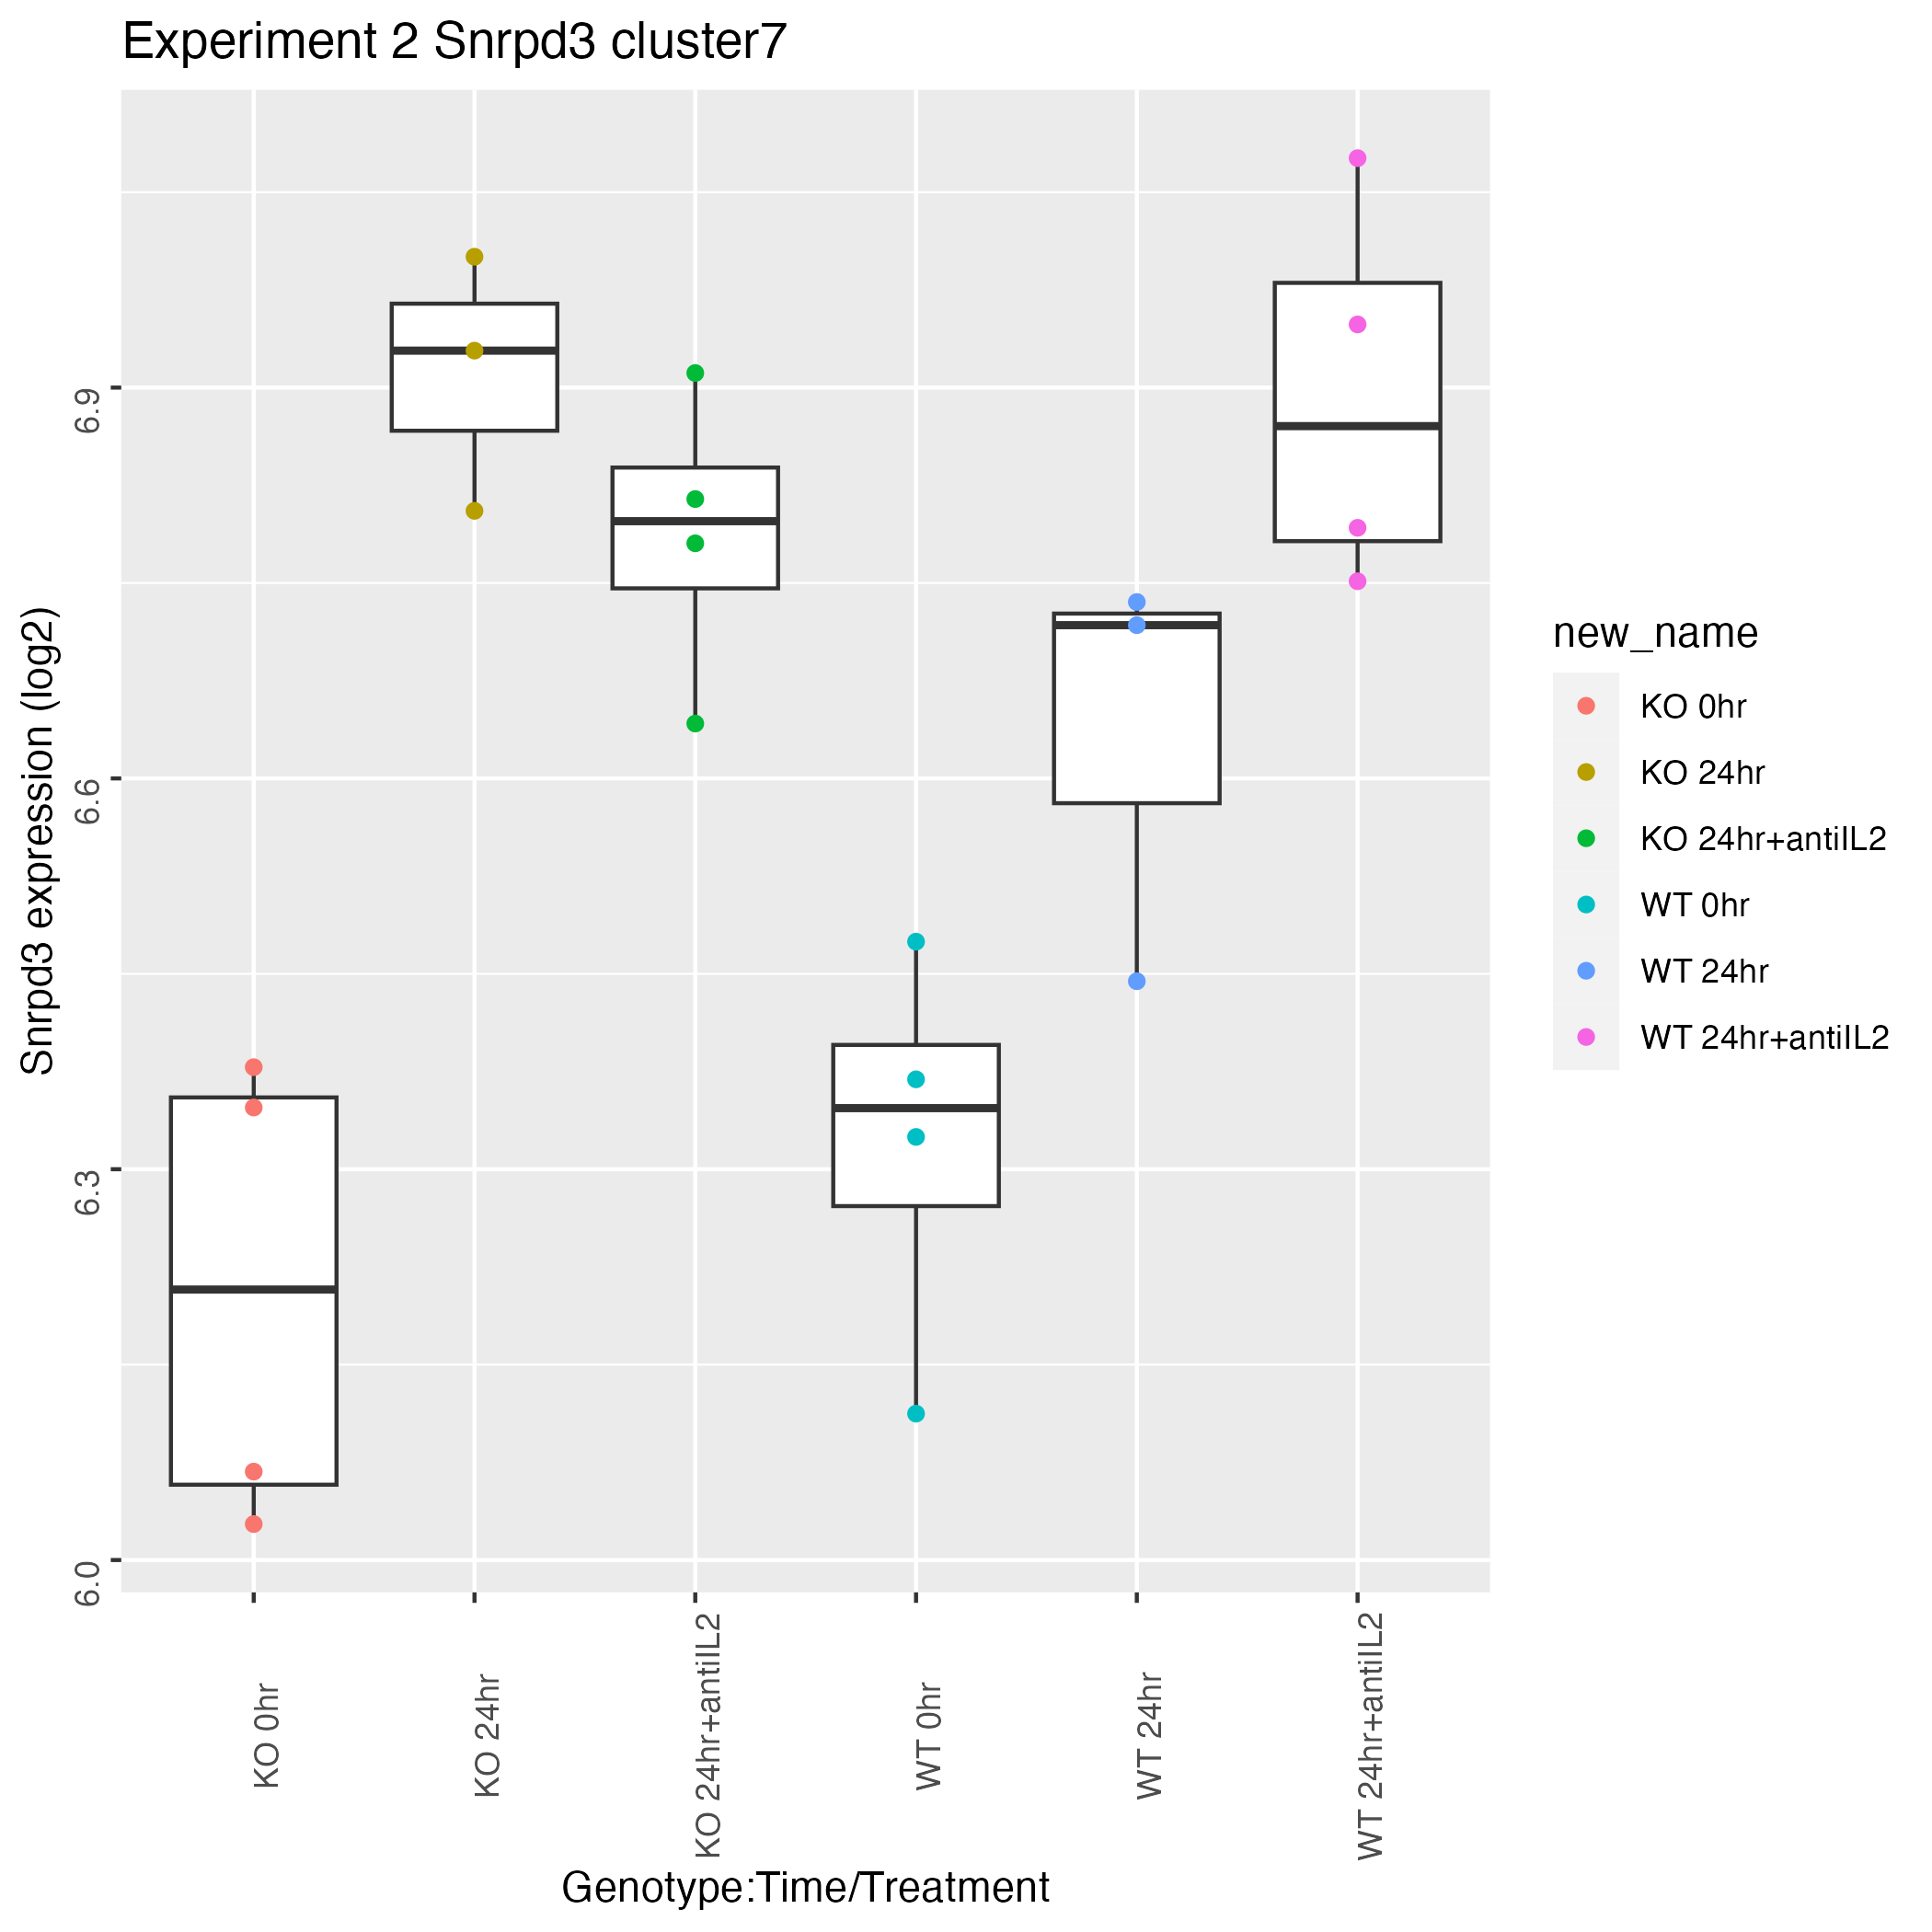 Experiment 2 Snrpd3 cluster7
Snrpd3 expression (log2)
6.9
6.6
6.3
6.0
KO 0hr
KO 24hr
KO 24hr+antiIL2
WT 0hr
WT 24hr
WT 24hr+antiIL2
Genotype:Time/Treatment
new_name
KO 0hr
KO 24hr
KO 24hr+antiIL2
WT 0hr
WT 24hr
WT 24hr+antiIL2